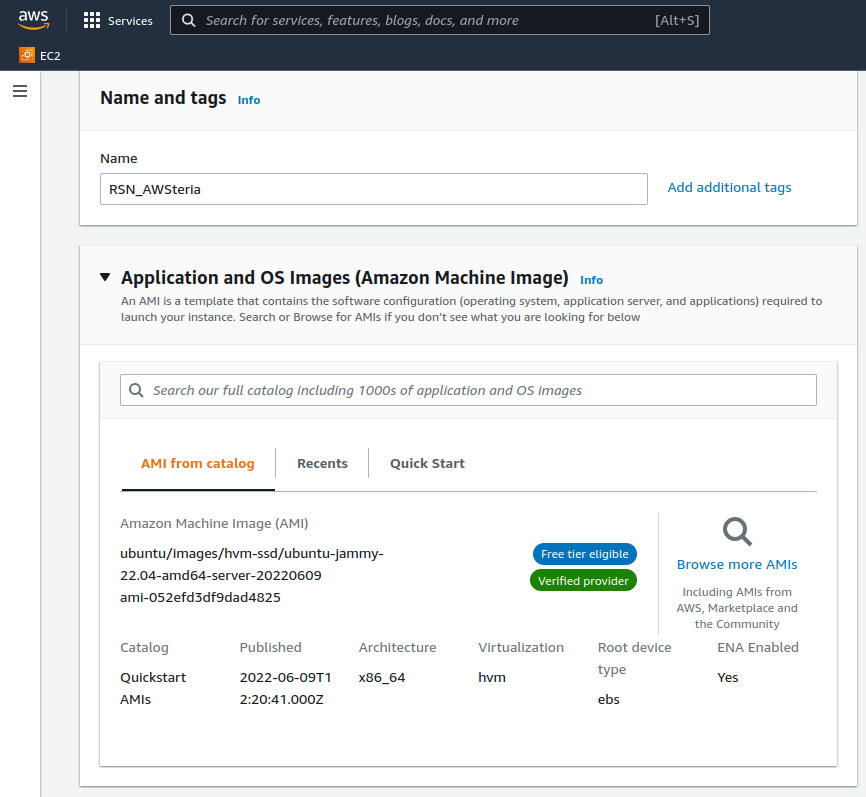 aws
Services
Search for services, features, blogs, docs, and more [Alt+S]
EC2
Name and tags Info
Name
RSN_AWSteria
Add additional tags
Application and OS Images (Amazon Machine Image) Info
An AMI is a template that contains the software configuration (operating system, application server, and applications) required to
launch your instance. Search or Browse for AMIs if you don't see what you are looking for below
Search our full catalog including 1000s of application and OS images
AMI from catalog
Recents
Quick Start
Amazon Machine Image (AMI)
ubuntu/images/hvm-ssd/ubuntu-jammy-
22.04-amd64-server-20220609
ami-052efd3df9dad4825
Free tier eligible
Verified provider
Browse more AMIs
Including AMIs from
AWS, Marketplace and
the Community
Catalog
Quickstart
AMIs
Published
2022-06-09T1
2:20:41.000Z
Architecture
x86_64
Virtualization
hvm
Root device
type
ebs
ENA Enabled
Yes